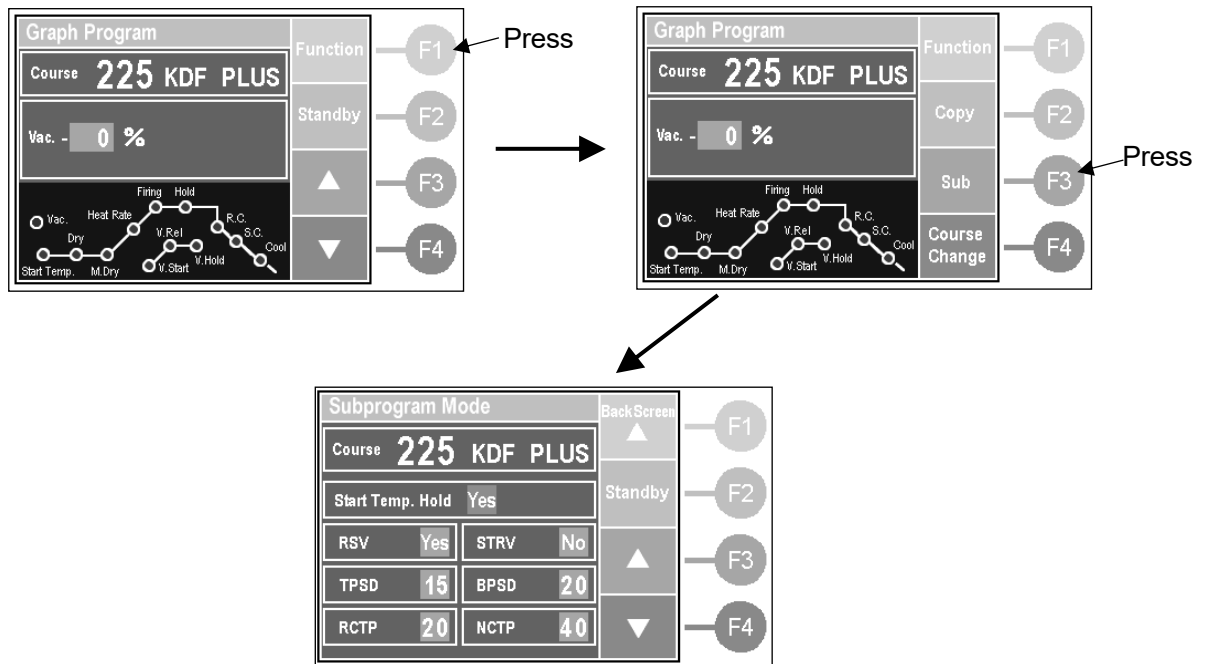 Graph Program
Function
F1
Press
Course 225 KDF PLUS
Standby
F2
Vac. - 0 %
F3
Firing Hold
Vac.
Heat Rate
R.C.
Dry
V.Rel
S.C.
Cool
F4
V.Hold
Start Temp. M.Dry V.Start
Graph Program
Function
F1
Course 225 KDF PLUS
Copy
F2
Vac. - 0 %
Press
Sub
F3
Firing Hold
Vac.
Heat Rate
R.C.
Dry
V.Rel
S.C.
Cool
Course
Change
F4
V.Hold
Start Temp. M.Dry V.Start
Subprogram Mode
Back Screen
F1
Course 225 KDF PLUS
Standby
F2
Start Temp. Hold Yes
RSV Yes STRV No
F3
TPSD 15 BPSD 20
RCTP 20 NCTP 40
F4